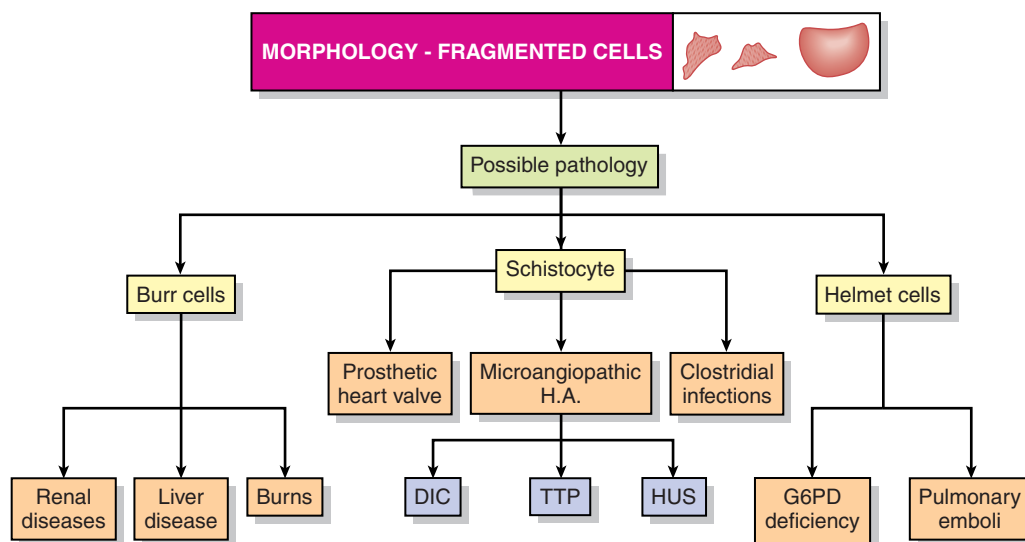 MORPHOLOGY - FRAGMENTED CELLS
Possible pathology
Burr cells
Schistocyte
Helmet cells
Prosthetic
heart valve
Microangiopathic
H.A.
Clostridial
infections
Renal
diseases
Liver
disease
Burns
DIC
TTP
HUS
G6PD
deficiency
Pulmonary
emboli